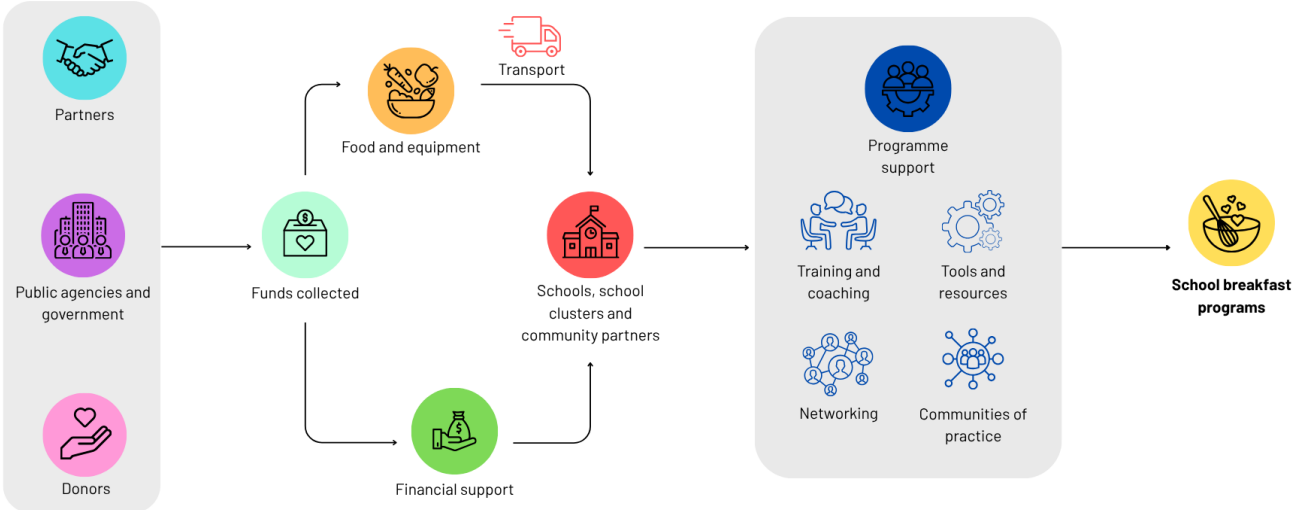 Partners
Public agencies and
government
Donors
Funds collected
Food and equipment
Transport
Financial support
Schools, school
clusters and
community partners
Programme
support
Training and
coaching
Tools and
resources
Networking
Communities of
practice
School breakfast
programs